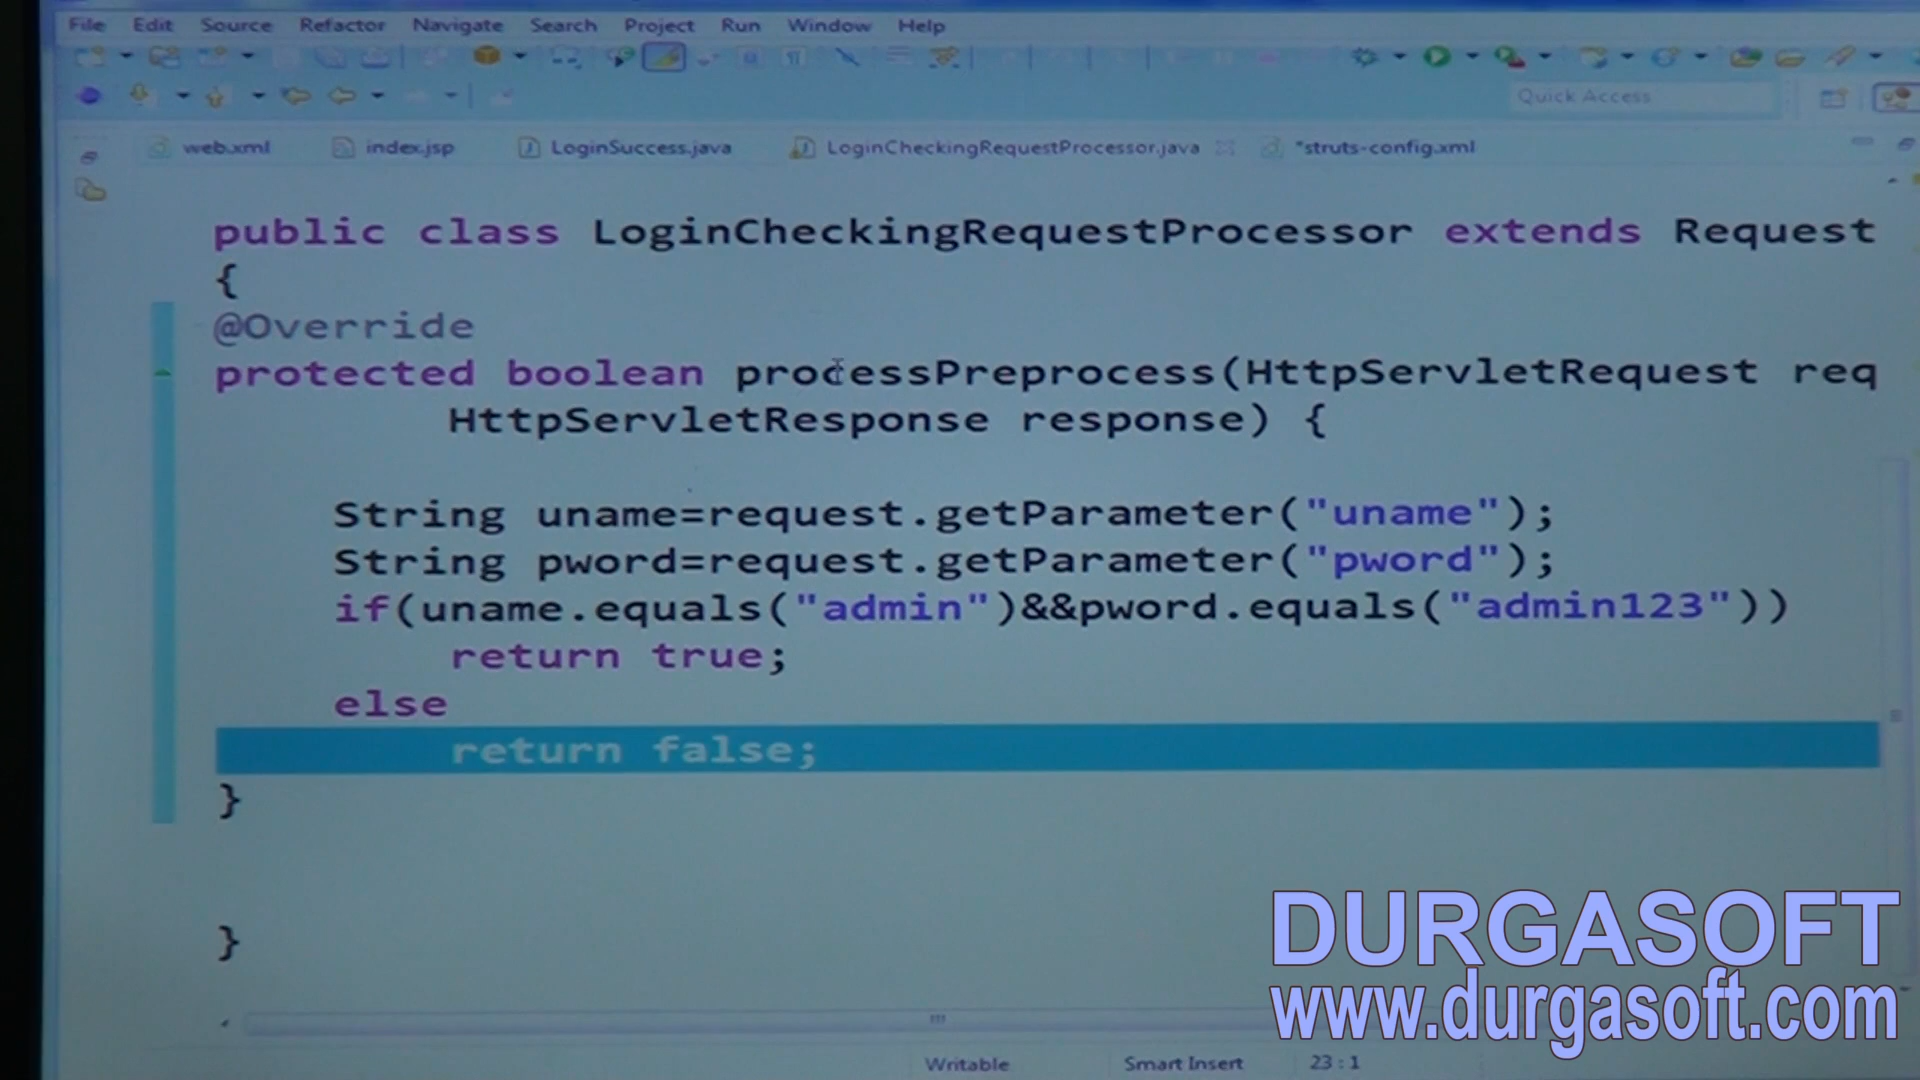 File Edit Source Refactor Navigate Search Project Run Window Help
Quick Access
web.xml index.jsp LoginSuccess.java LoginCheckingRequestProcessor.java *struts-config.xml
public class LoginCheckingRequestProcessor extends Request
{
@Override
protected boolean processPreprocess(HttpServletRequest req
HttpServletResponse response) {
String uname=request.getParameter("uname");
String pword=request.getParameter("pword");
if(uname.equals("admin")&&pword.equals("admin123"))
return true;
else
return false;
}
}
DURGASOFT
www.durgasoft.com
Writable Smart Insert 23 : 1